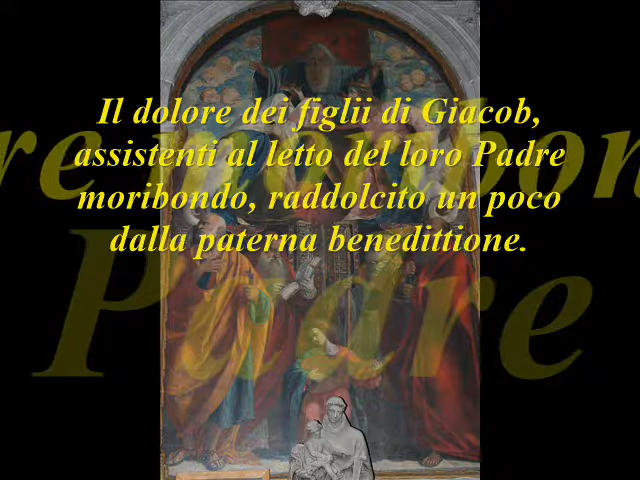 Il dolore dei figlii di Giacob,
assistenti al letto del loro Padre
moribondo, raddolcito un poco
dalla paterna benedittione.
Padre